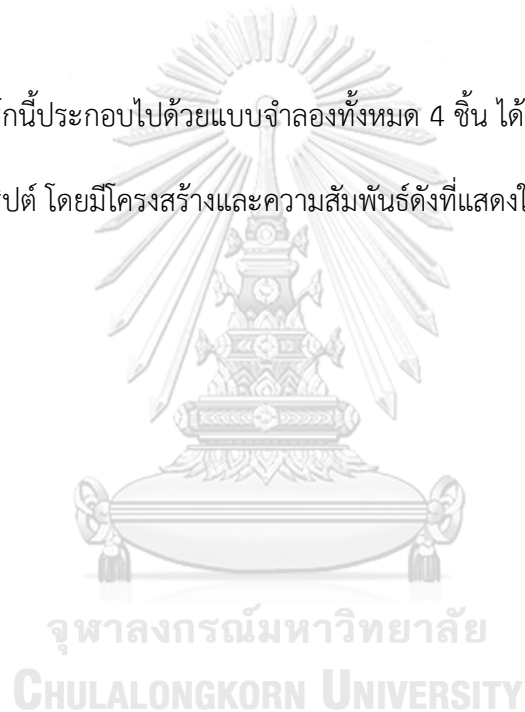 กนี้ประกอบไปด้วยแบบจำลองทั้งหมด 4 ชิ้น ได้
ปต์ โดยมีโครงสร้างและความสัมพันธ์ดังที่แสดงใ
จุฬาลงกรณ์มหาวิทยาลัย
CHULALONGKORN UNIVERSITY